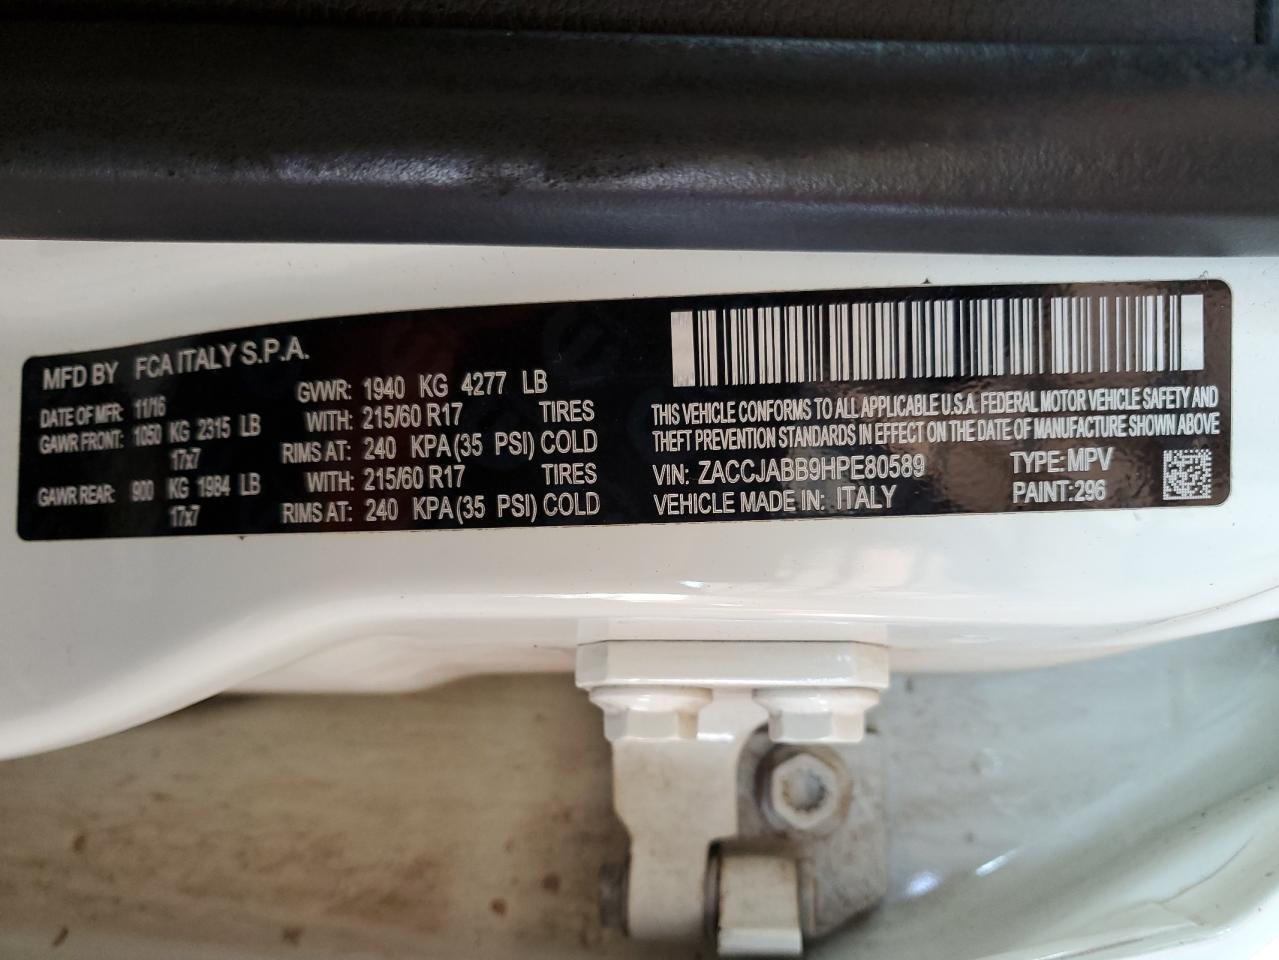 MFD BY FCA ITALY S.P.A.
DATE OF MFR: 11/16 GVWR: 1940 KG 4277 LB
GAWR FRONT: 1050 KG 2315 LB WITH: 215/60 R17 TIRES
17x7 RIMS AT: 240 KPA(35 PSI) COLD
GAWR REAR: 900 KG 1984 LB WITH: 215/60 R17 TIRES
17x7 RIMS AT: 240 KPA(35 PSI) COLD
THIS VEHICLE CONFORMS TO ALL APPLICABLE U.S.A. FEDERAL MOTOR VEHICLE SAFETY AND
THEFT PREVENTION STANDARDS IN EFFECT ON THE DATE OF MANUFACTURE SHOWN ABOVE
VIN: ZACCJABB9HPE80589 TYPE: MPV
VEHICLE MADE IN: ITALY PAINT: 296